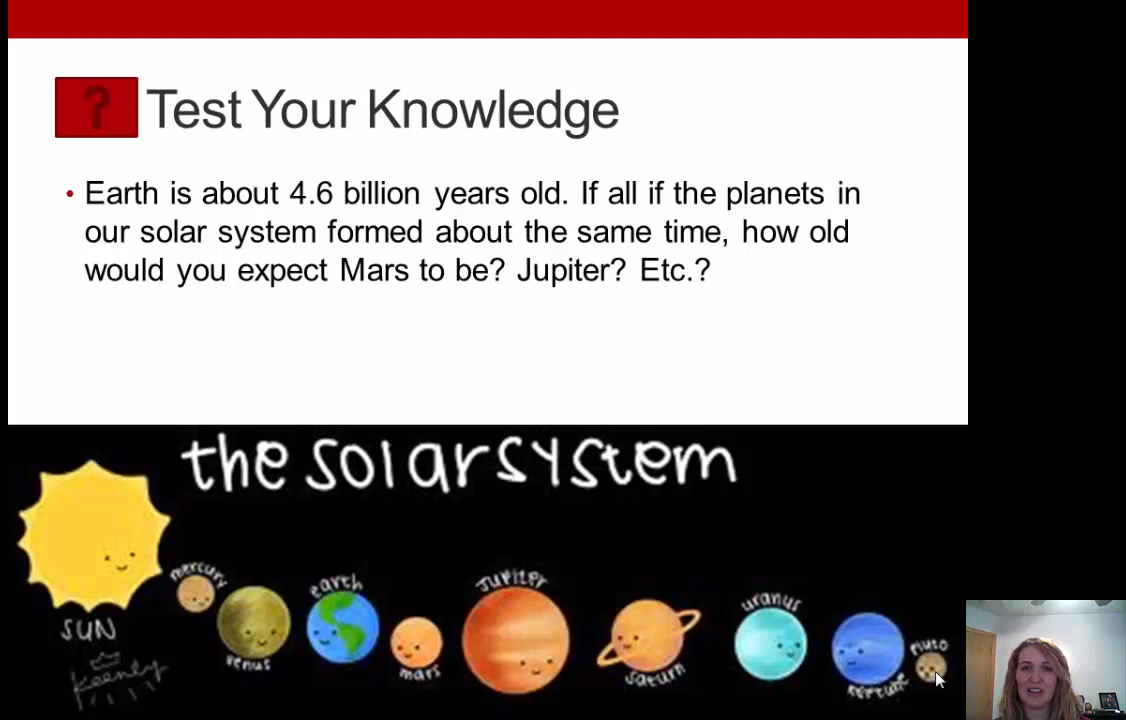 ? Test Your Knowledge
• Earth is about 4.6 billion years old. If all if the planets in
our solar system formed about the same time, how old
would you expect Mars to be? Jupiter? Etc.?
the solar system
SUN
mercury
venus
earth
mars
Jupiter
saturn
uranus
neptune
pluto